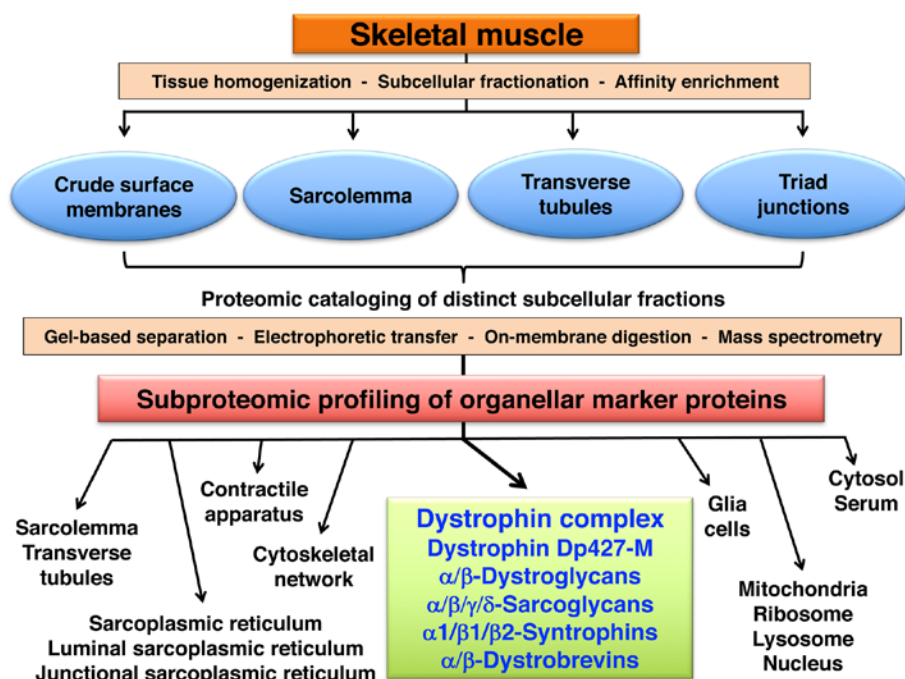 Skeletal muscle
Tissue homogenization - Subcellular fractionation - Affinity enrichment
Crude surface
membranes
Sarcolemma
Transverse
tubules
Triad
junctions
Proteomic cataloging of distinct subcellular fractions
Gel-based separation - Electrophoretic transfer - On-membrane digestion - Mass spectrometry
Subproteomic profiling of organellar marker proteins
Sarcolemma
Transverse
tubules
Sarcoplasmic reticulum
Luminal sarcoplasmic reticulum
Junctional sarcoplasmic reticulum
Contractile
apparatus
Cytoskeletal
network
Dystrophin complex
Dystrophin Dp427-M
α/β-Dystroglycans
α/β/γ/δ-Sarcoglycans
α1/β1/β2-Syntrophins
α/β-Dystrobrevins
Glia
cells
Mitochondria
Ribosome
Lysosome
Nucleus
Cytosol
Serum